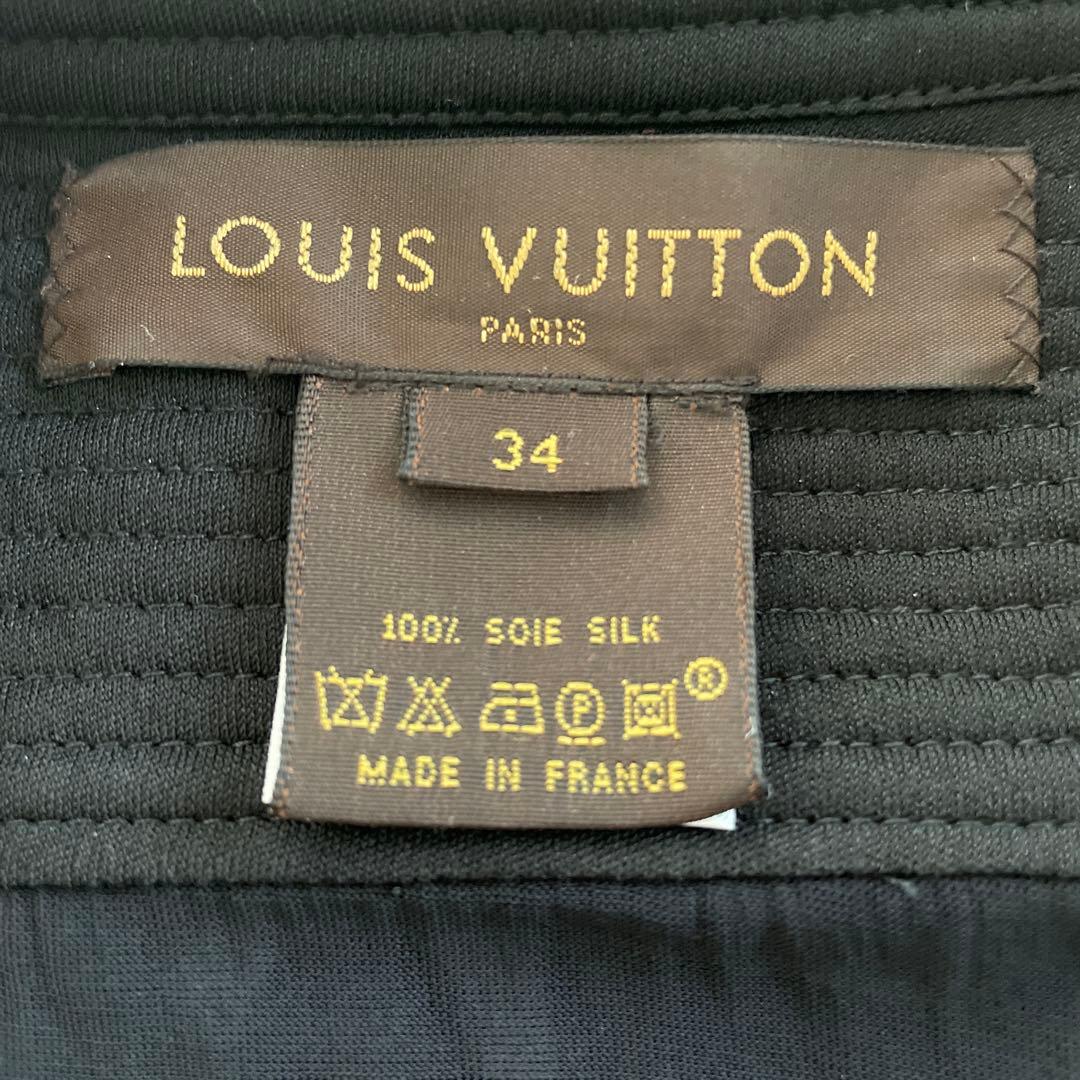 LOUIS VUITTON
PARIS
34
100% SOIE SILK
P ®
MADE IN FRANCE